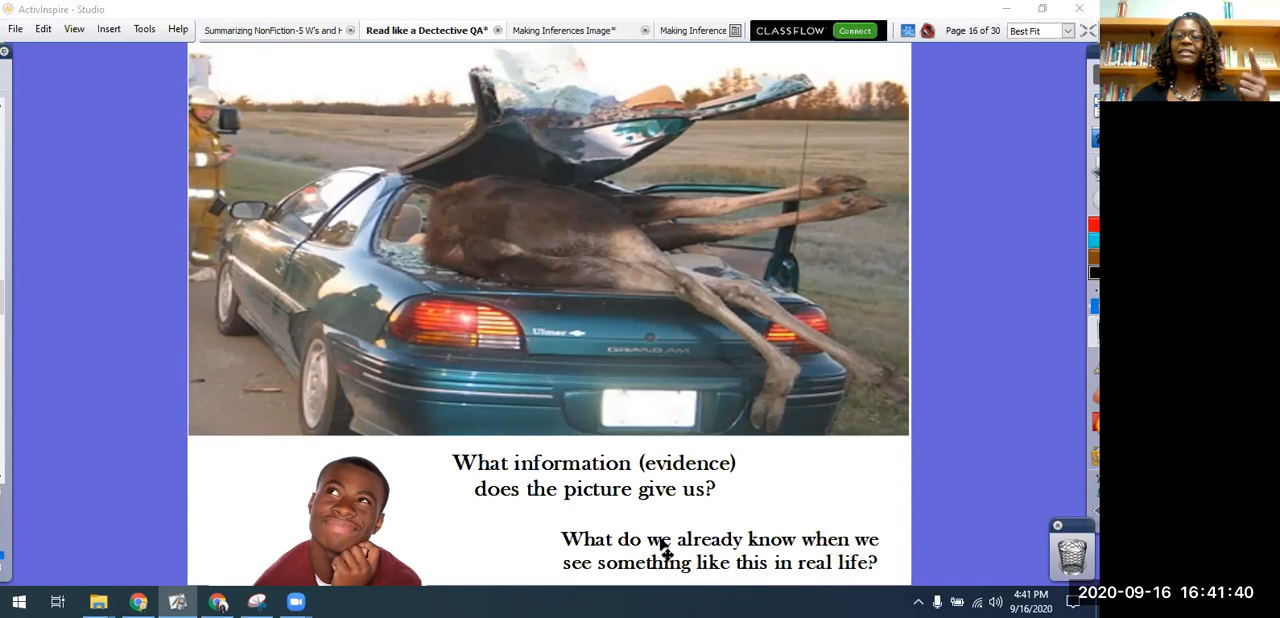 ActivInspire - Studio
File Edit View Insert Tools Help
Summarizing NonFiction-5 W's and H
Read like a Dectective QA*
Making Inferences Image*
Making Inference
CLASSFLOW Connect
Page 16 of 30
Best Fit
Ulmer
GRAND AM
What information (evidence)
does the picture give us?
What do we already know when we
see something like this in real life?
4:41 PM
9/16/2020
2020-09-16 16:41:40